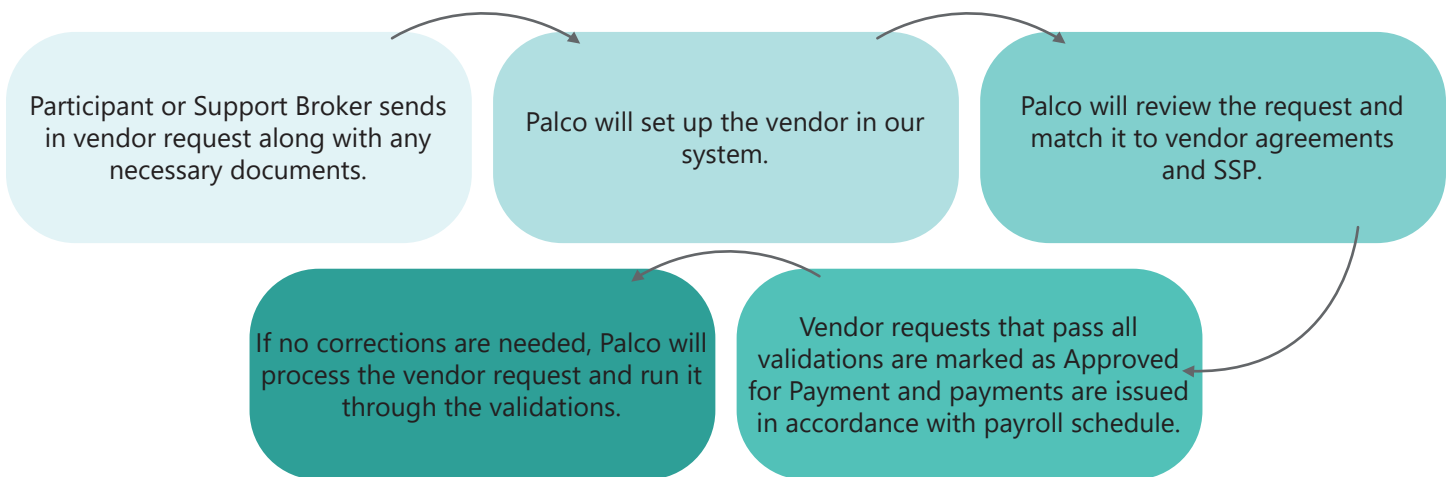 Participant or Support Broker sends
in vendor request along with any
necessary documents.
Palco will set up the vendor in our
system.
Palco will review the request and
match it to vendor agreements
and SSP.
Vendor requests that pass all
validations are marked as Approved
for Payment and payments are issued
in accordance with payroll schedule.
If no corrections are needed, Palco will
process the vendor request and run it
through the validations.